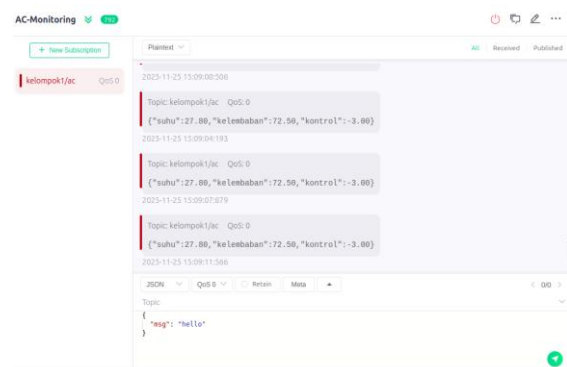 AC-Monitoring 792
+ New Subscription
Plaintext
All Received Published
kelompok1/ac QoS 0
2025-11-25 15:09:00:506
Topic: kelompok1/ac QoS: 0
{"suhu":27.80,"kelembaban":72.50,"kontrol":-3.00}
2025-11-25 15:09:04:193
Topic: kelompok1/ac QoS: 0
{"suhu":27.80,"kelembaban":72.50,"kontrol":-3.00}
2025-11-25 15:09:07:879
Topic: kelompok1/ac QoS: 0
{"suhu":27.80,"kelembaban":72.50,"kontrol":-3.00}
2025-11-25 15:09:11:566
JSON QoS 0 Retain Meta
0/0
Topic
{
"msg": "hello"
}